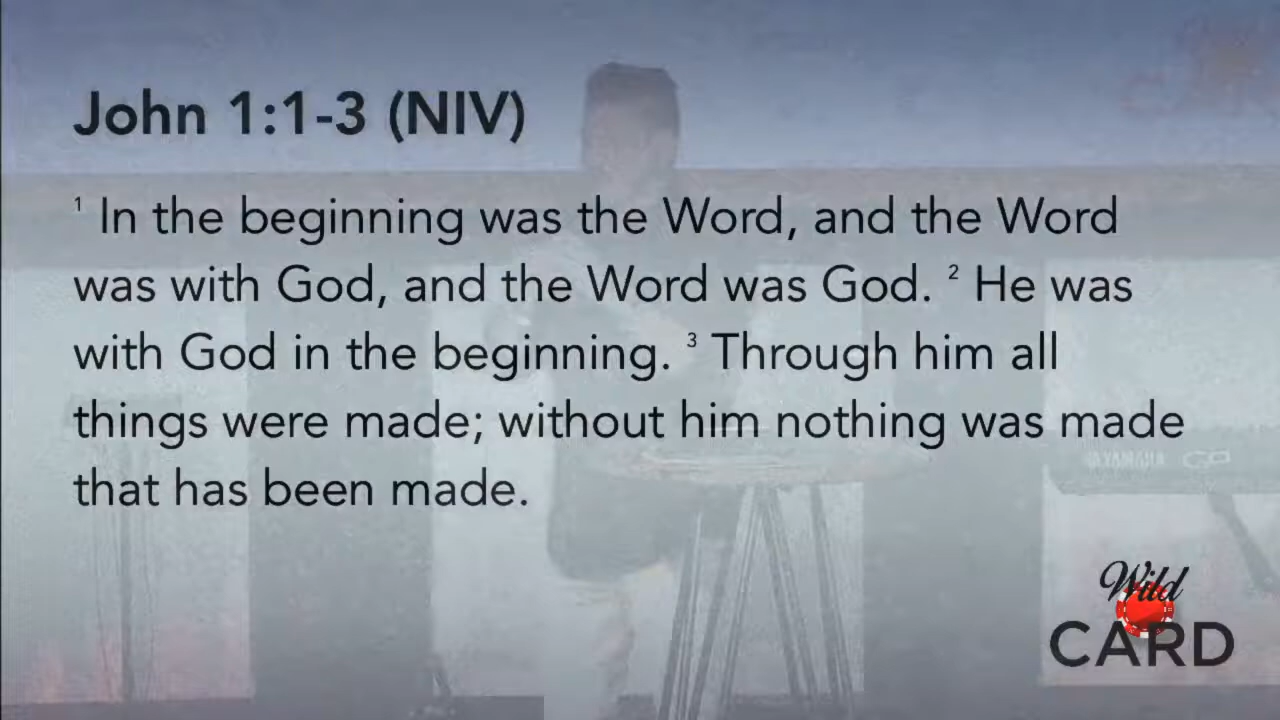 John 1:1-3 (NIV)
1 In the beginning was the Word, and the Word
was with God, and the Word was God. 2 He was
with God in the beginning. 3 Through him all
things were made; without him nothing was made
that has been made.
YAMAHA
Wild
CARD